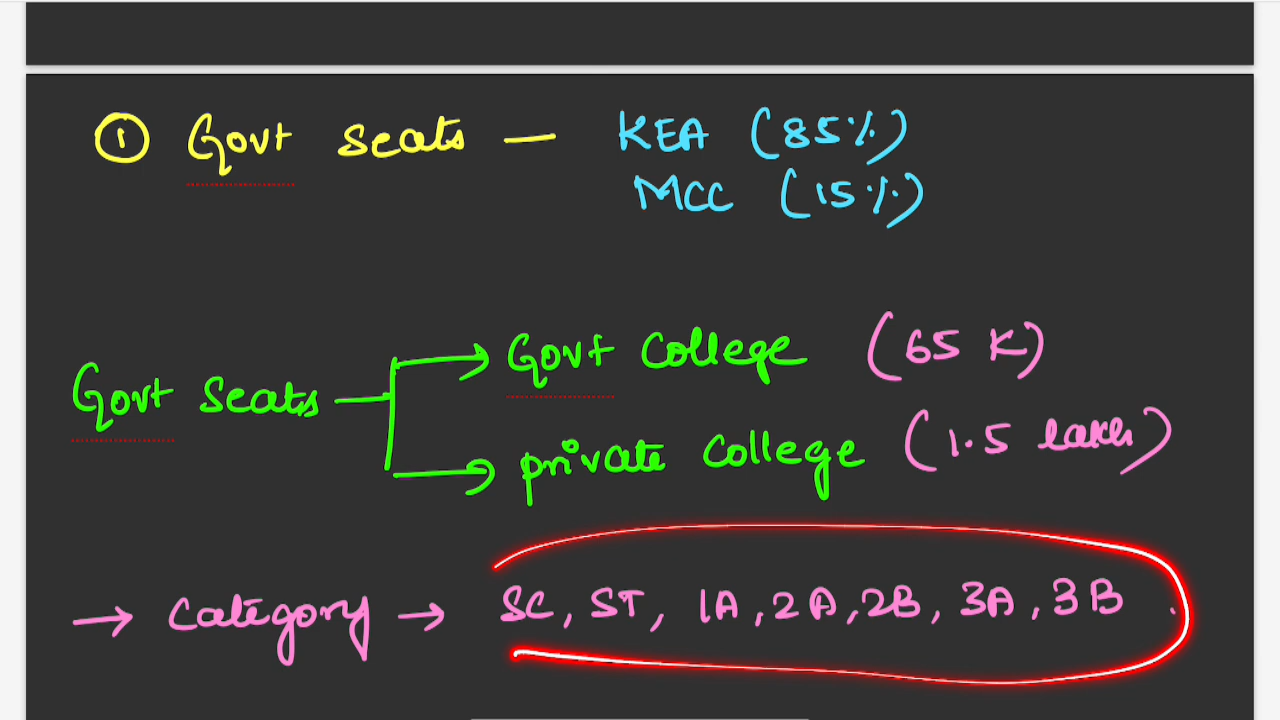 ① Govt seats — KEA (85%)
MCC (15%)
Govt college (65 K)
Govt seats
private college (1.5 lakh)
→ category → SC, ST, 1A, 2A, 2B, 3A, 3B